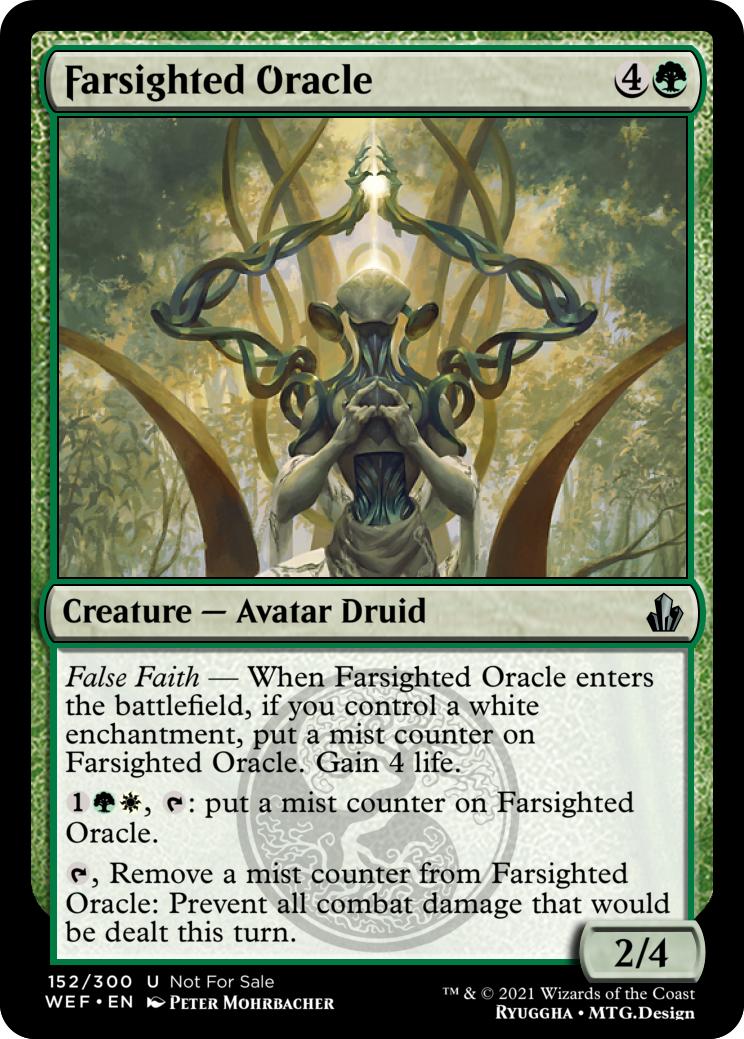 Farsighted Oracle 4
Creature — Avatar Druid
False Faith — When Farsighted Oracle enters
the battlefield, if you control a white
enchantment, put a mist counter on
Farsighted Oracle. Gain 4 life.
1, : put a mist counter on Farsighted
Oracle.
, Remove a mist counter from Farsighted
Oracle: Prevent all combat damage that would
be dealt this turn.
2/4
152/300 U Not For Sale
WEF • EN Peter Mohrbacher
™ & © 2021 Wizards of the Coast
Ryuggha • MTG.Design